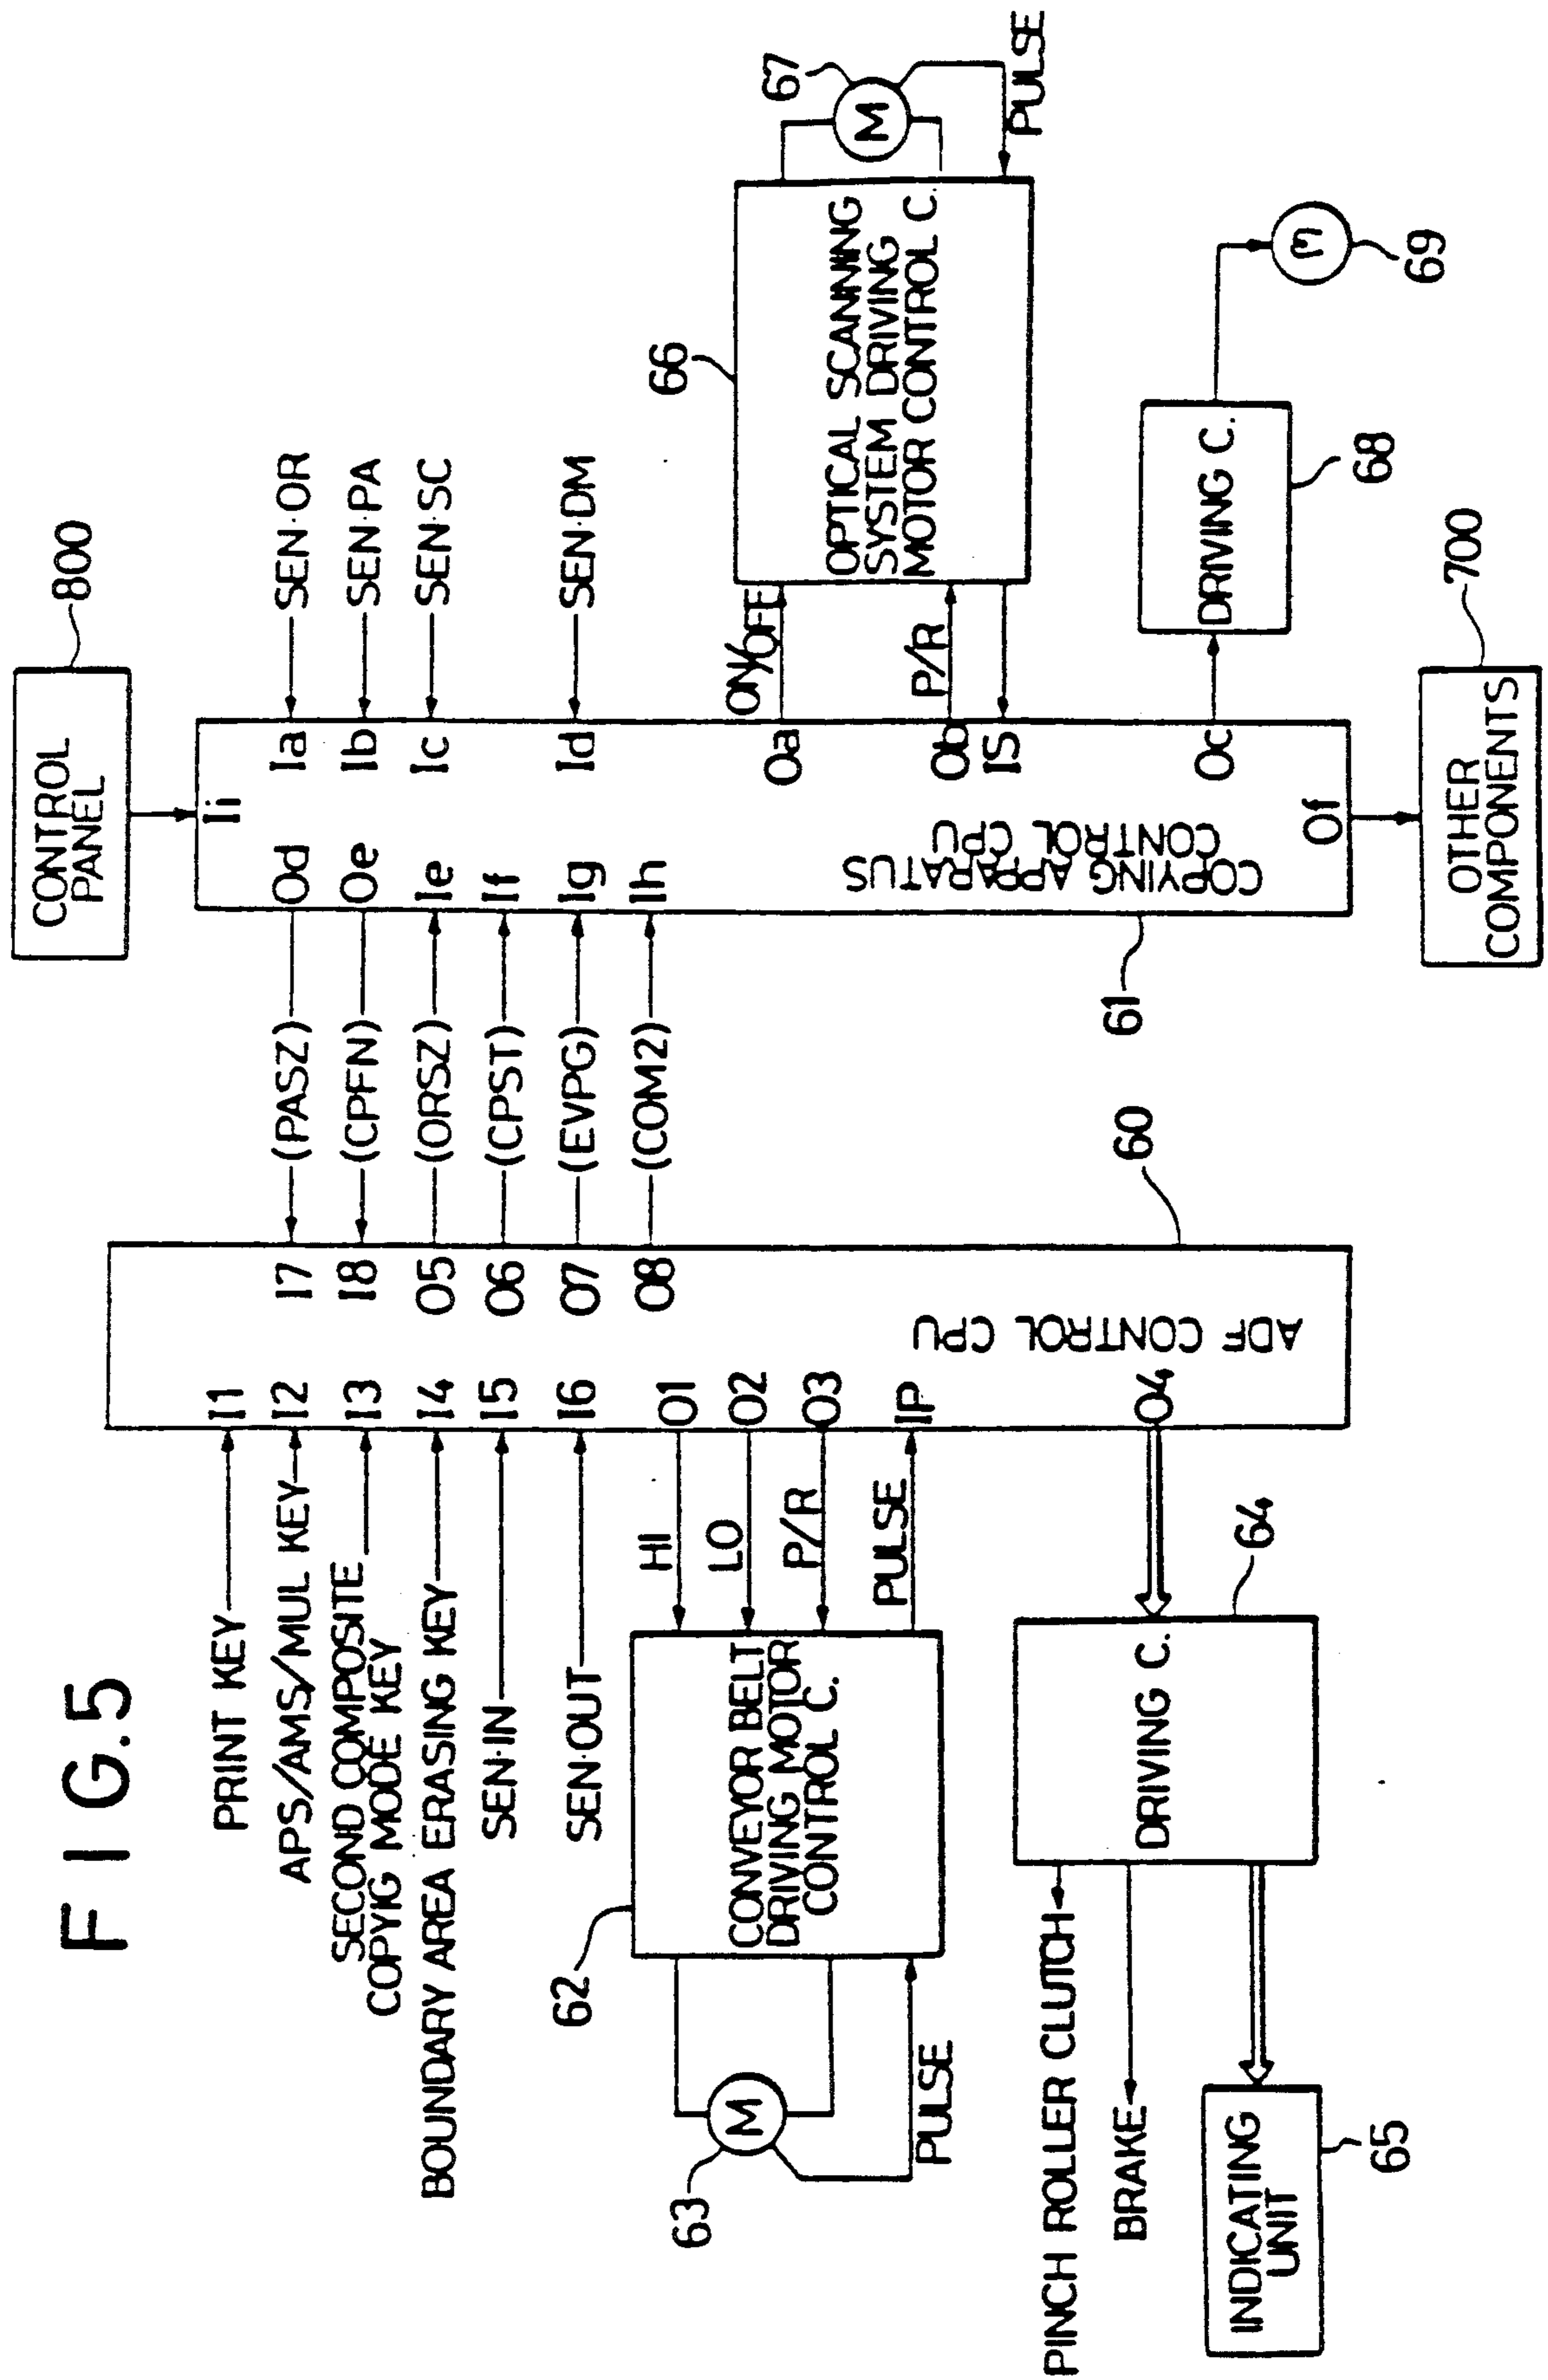 FIG.5
PRINT KEY
APS/AMS/MUL KEY
SECOND COMPOSITE
COPYIG MODE KEY
BOUNDARY AREA ERASING KEY
SEN·IN
SEN·OUT
I1
I2
I3
I4
I5
I6
O1
O2
O3
IP
O4
HI
LO
P/R
PULSE
62
CONVEYOR BELT
DRIVING MOTOR
CONTROL C.
63
M
PULSE
PINCH ROLLER CLUTCH
BRAKE
DRIVING C.
64
INDICATING
UNIT
65
ADF CONTROL CPU
60
I7
I8
O5
O6
O7
O8
(PASZ)
(CPFN)
(ORSZ)
(CPST)
(EVPG)
(COM2)
Od
Oe
Ie
If
Ig
Ih
CONTROL
PANEL
800
Ii
COPYING APPARATUS
CONTROL CPU
61
Ia
Ib
Ic
Id
Oa
Ob
IS
Oc
Of
SEN·OR
SEN·PA
SEN·SC
SEN·DM
ON/OFF
P/R
66
OPTICAL SCANNING
SYSTEM DRIVING
MOTOR CONTROL C.
67
M
PULSE
DRIVING C.
68
m
69
OTHER
COMPONENTS
700